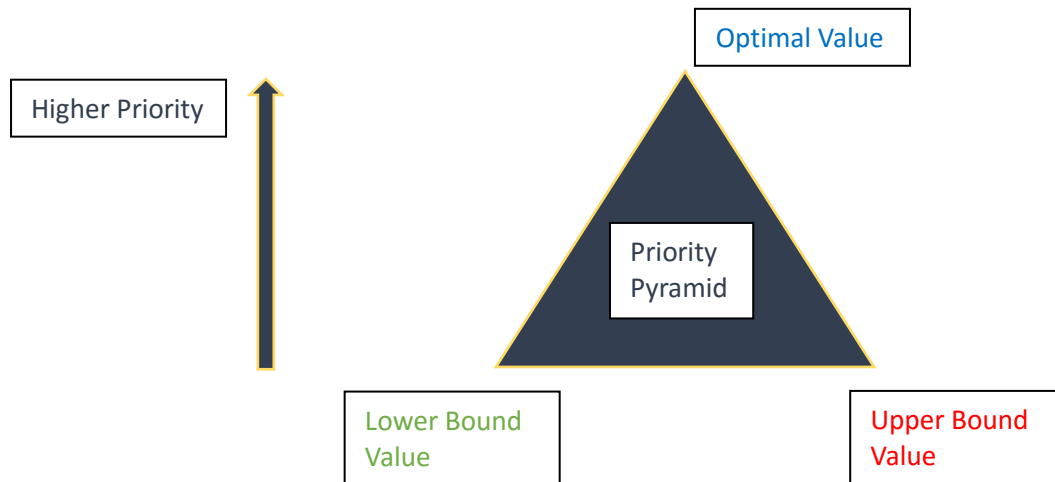 Optimal Value
Higher Priority
Priority
Pyramid
Lower Bound
Value
Upper Bound
Value